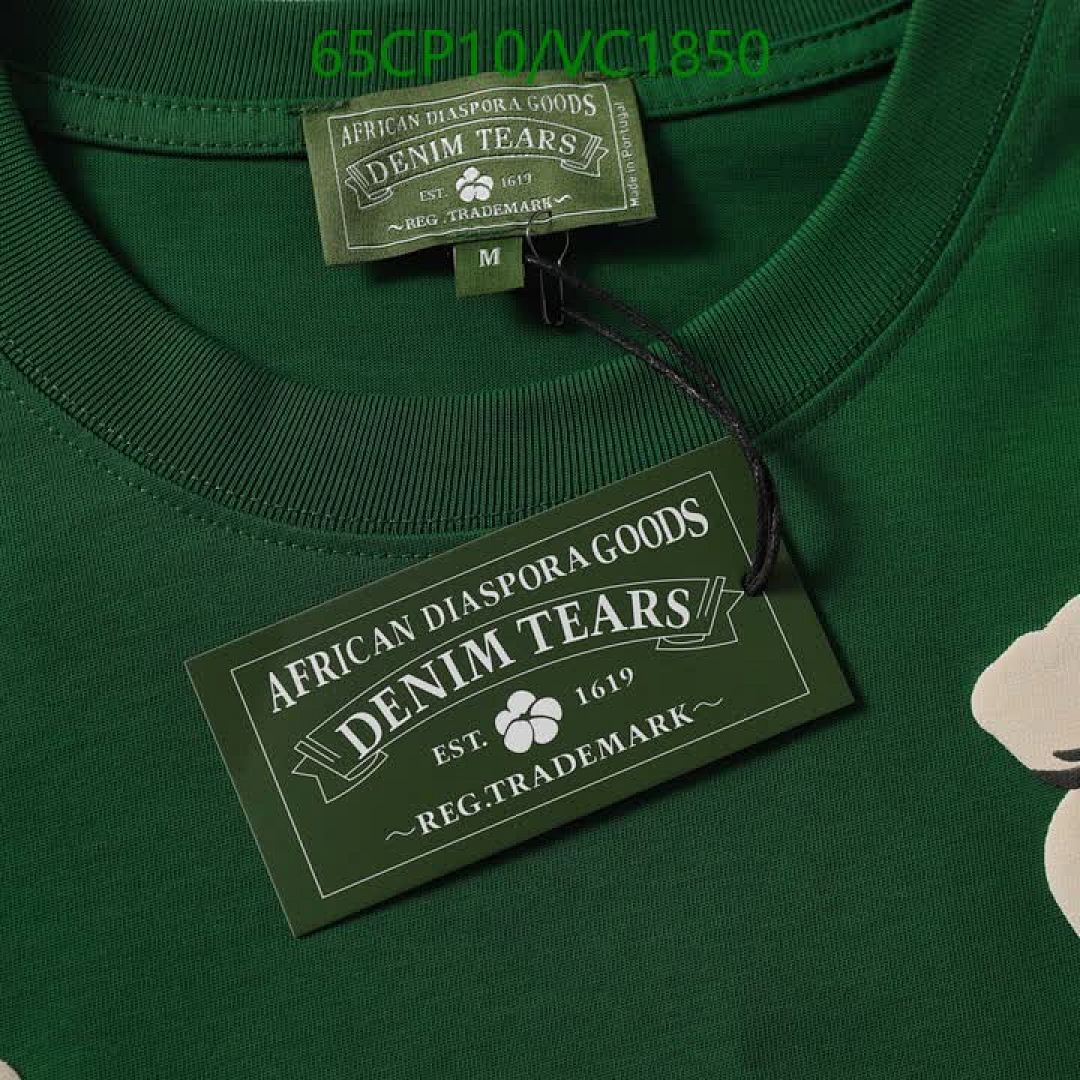 65CP10/VC1850
AFRICAN DIASPORA GOODS
DENIM TEARS
EST. 1619
~REG.TRADEMARK~
Made in Portugal
M
AFRICAN DIASPORA GOODS
DENIM TEARS
EST. 1619
~REG.TRADEMARK~